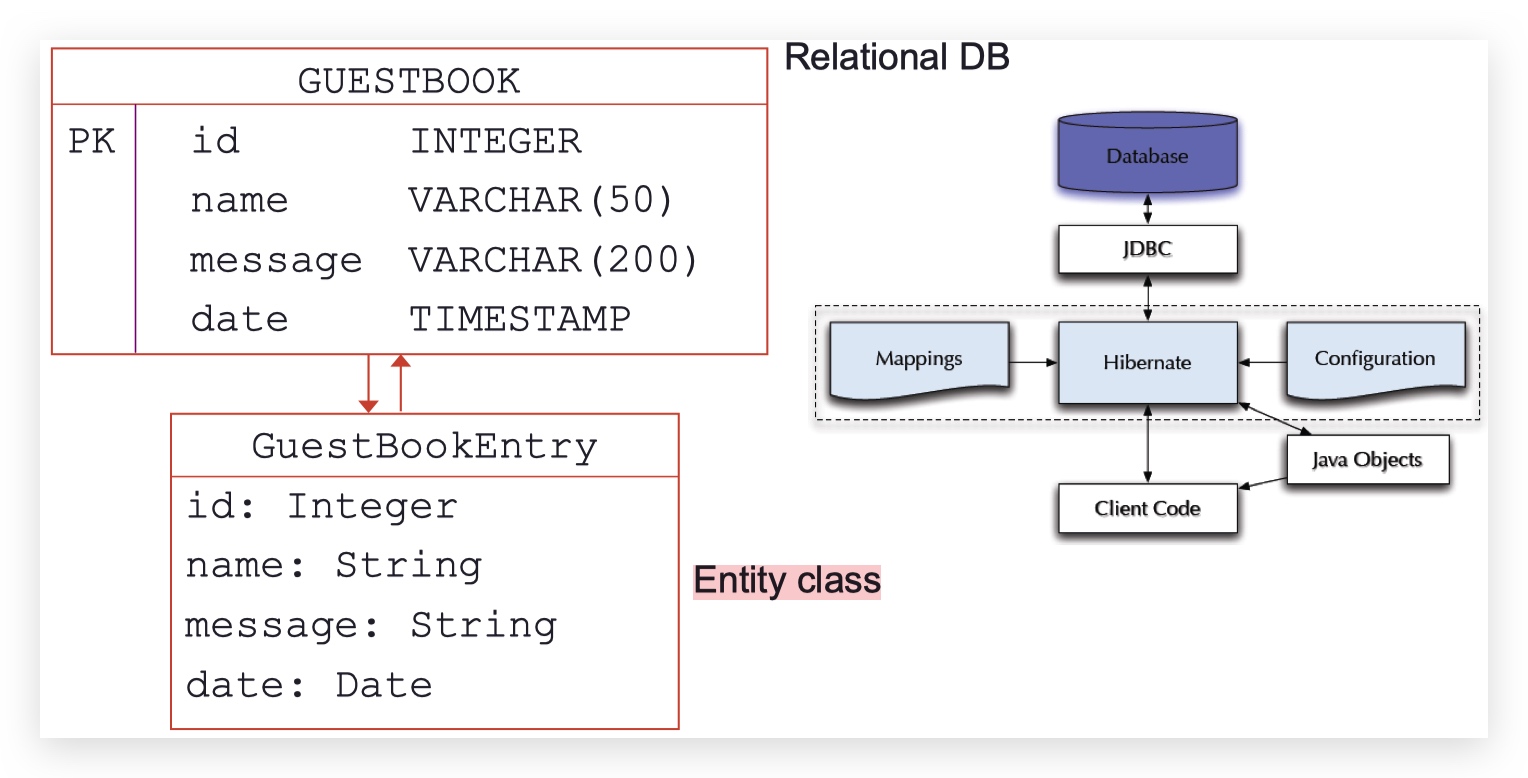 Relational DB
GUESTBOOK
PK id INTEGER
name VARCHAR(50)
message VARCHAR(200)
date TIMESTAMP
GuestBookEntry
id: Integer
name: String
message: String
date: Date
Entity class
Database
JDBC
Mappings
Hibernate
Configuration
Java Objects
Client Code